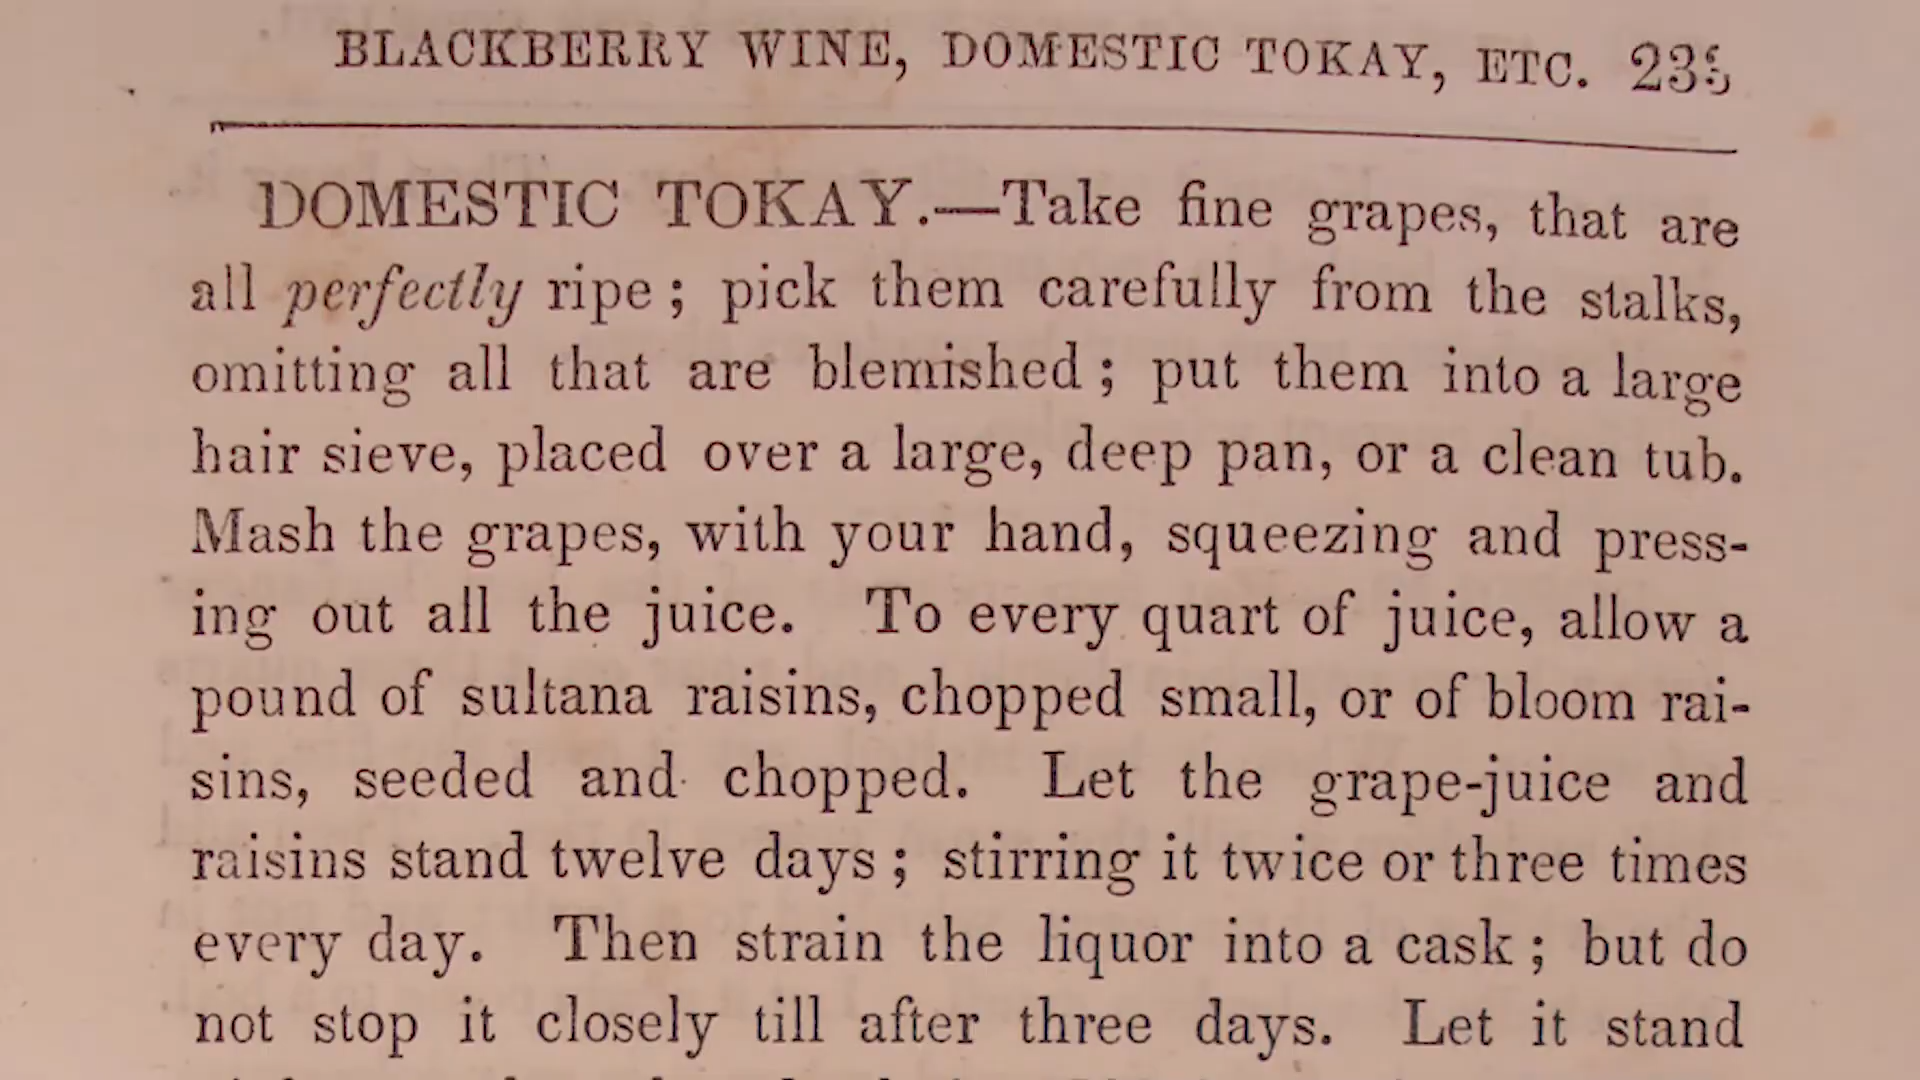 BLACKBERRY WINE, DOMESTIC TOKAY, ETC. 235
DOMESTIC TOKAY.—Take fine grapes, that are
all perfectly ripe; pick them carefully from the stalks,
omitting all that are blemished; put them into a large
hair sieve, placed over a large, deep pan, or a clean tub.
Mash the grapes, with your hand, squeezing and press-
ing out all the juice. To every quart of juice, allow a
pound of sultana raisins, chopped small, or of bloom rai-
sins, seeded and chopped. Let the grape-juice and
raisins stand twelve days; stirring it twice or three times
every day. Then strain the liquor into a cask; but do
not stop it closely till after three days. Let it stand